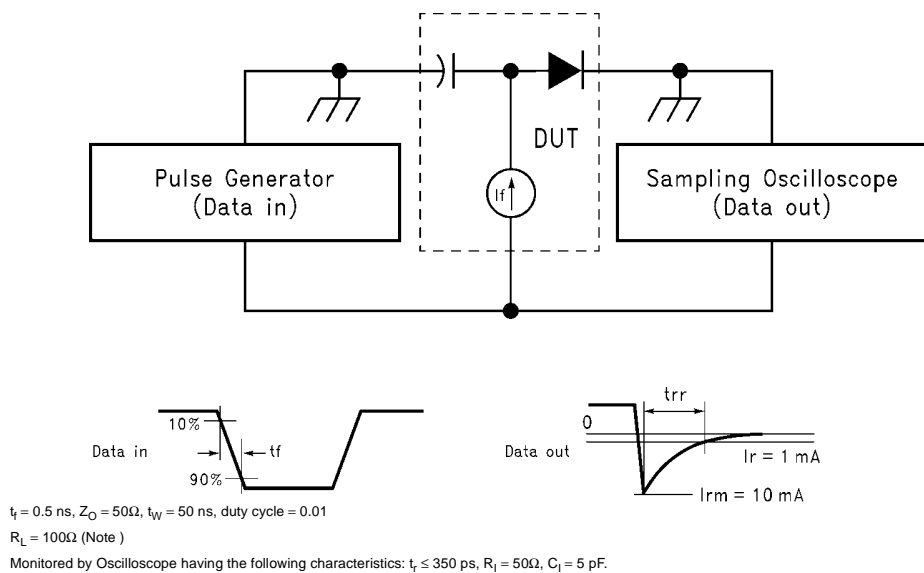 DUT
If
Pulse Generator
(Data in)
Sampling Oscilloscope
(Data out)
10%
Data in
tf
90%
trr
0
Data out
Ir = 1 mA
Irm = 10 mA
tf = 0.5 ns, ZO = 50Ω, tW = 50 ns, duty cycle = 0.01
RL = 100Ω (Note )
Monitored by Oscilloscope having the following characteristics: tr ≤ 350 ps, RI = 50Ω, CI = 5 pF.